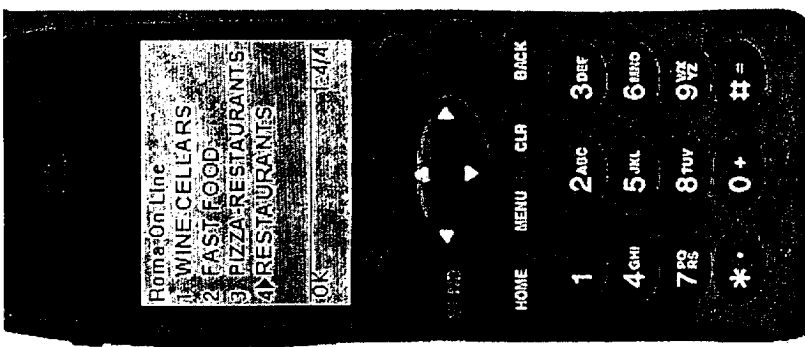 Roma On Line
1 WINE CELLARS
2 FAST FOOD
3 PIZZA RESTAURANTS
4 RESTAURANTS
OK 4/4
HOME MENU CLR BACK
1 2ABC 3DEF
4GHI 5JKL 6MNO
7PQRS 8TUV 9WXYZ
* . 0+ # =